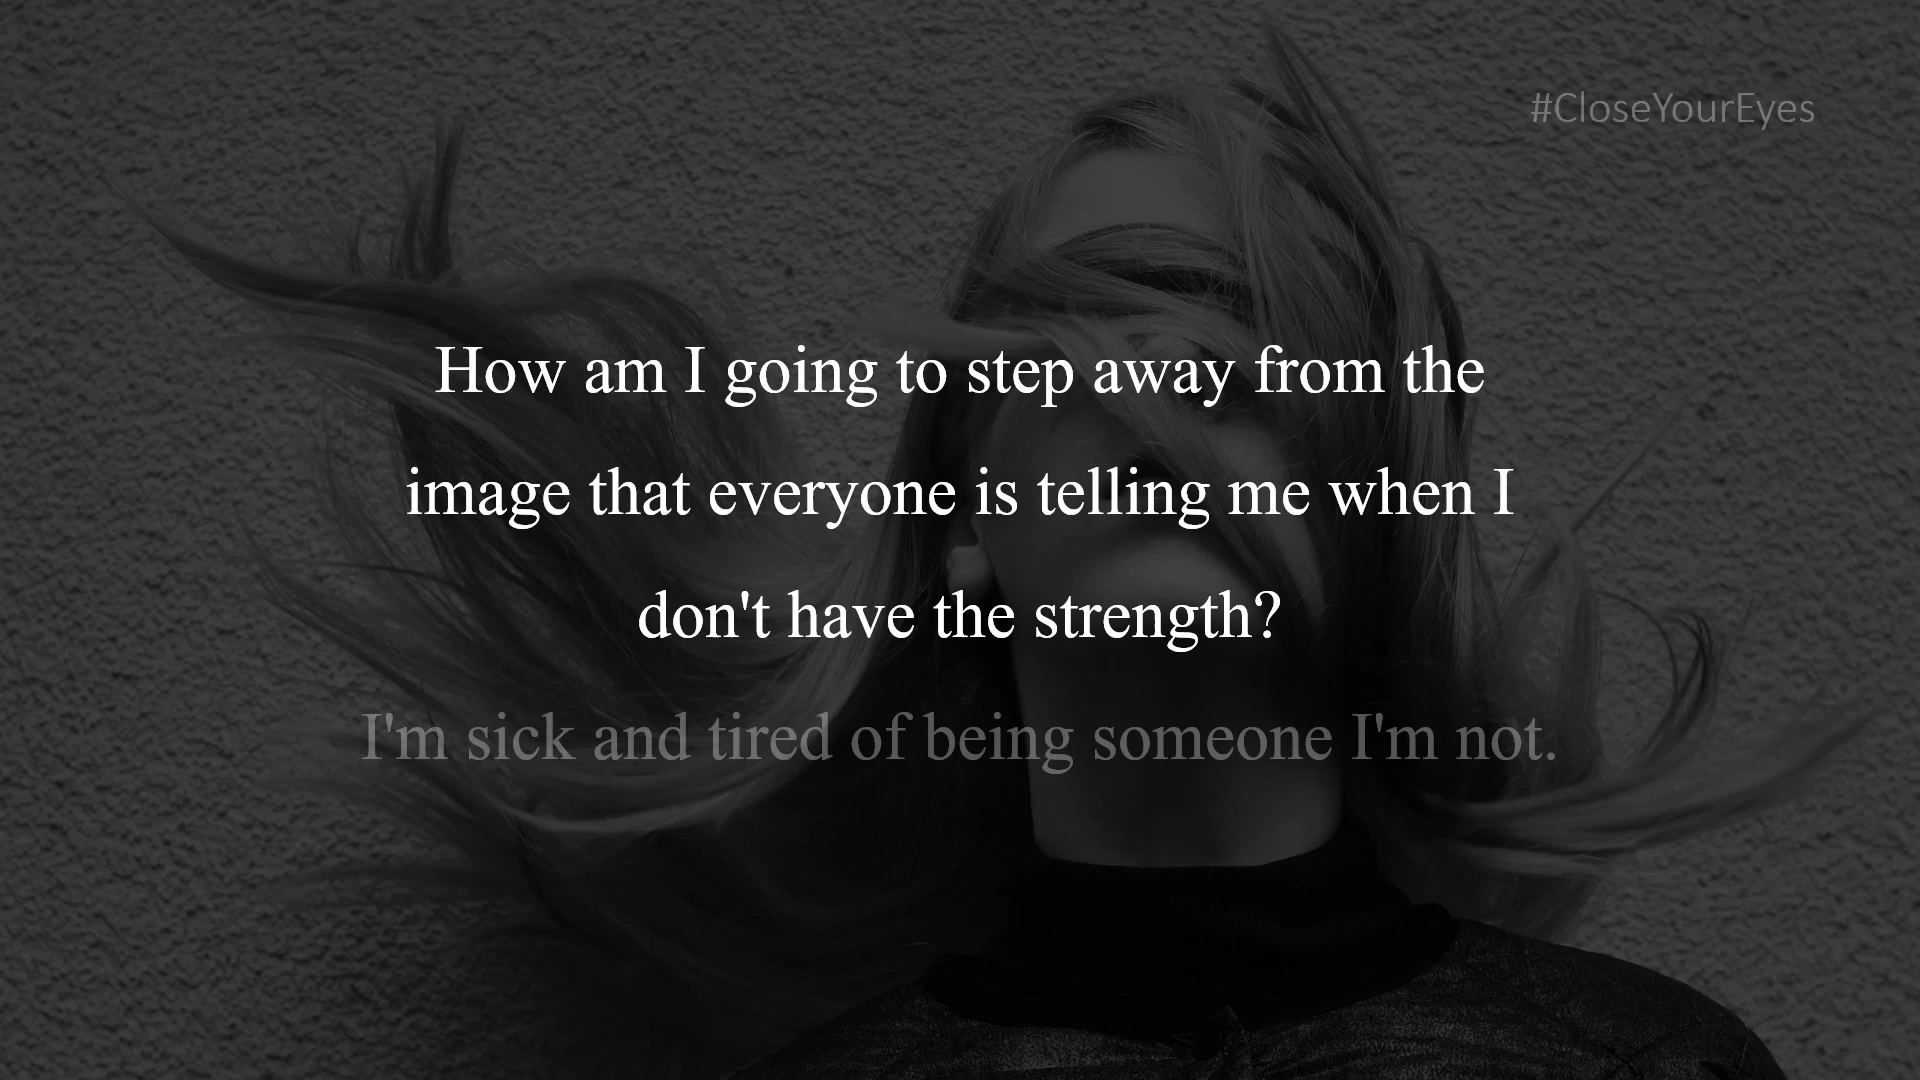 #CloseYourEyes
How am I going to step away from the
image that everyone is telling me when I
don't have the strength?
I'm sick and tired of being someone I'm not.